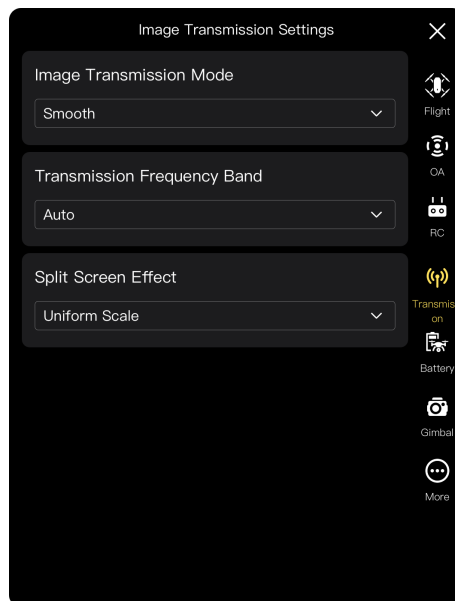 Image Transmission Settings
Image Transmission Mode
Smooth
Transmission Frequency Band
Auto
Split Screen Effect
Uniform Scale
Flight
OA
RC
Transmis
on
Battery
Gimbal
More